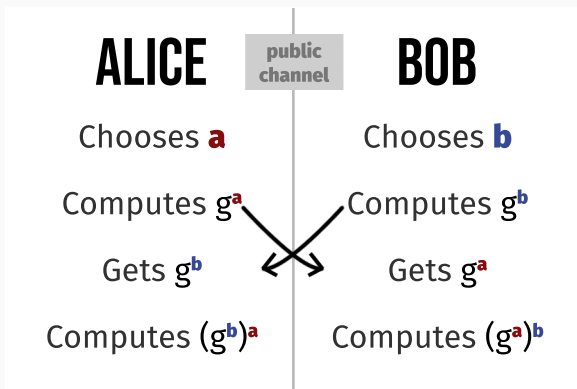 ALICE
public
channel
BOB
Chooses a
Chooses b
Computes gᵃ
Computes gᵇ
Gets gᵇ
Gets gᵃ
Computes (gᵇ)ᵃ
Computes (gᵃ)ᵇ